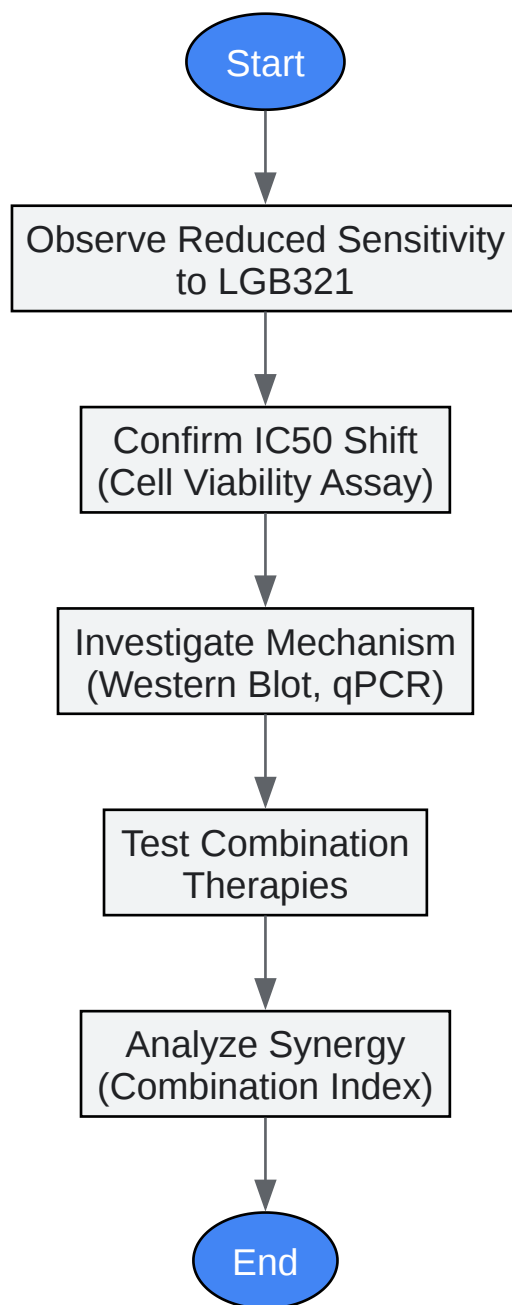 Start
Observe Reduced Sensitivity
to LGB321
Confirm IC50 Shift
(Cell Viability Assay)
Investigate Mechanism
(Western Blot, qPCR)
Test Combination
Therapies
Analyze Synergy
(Combination Index)
End